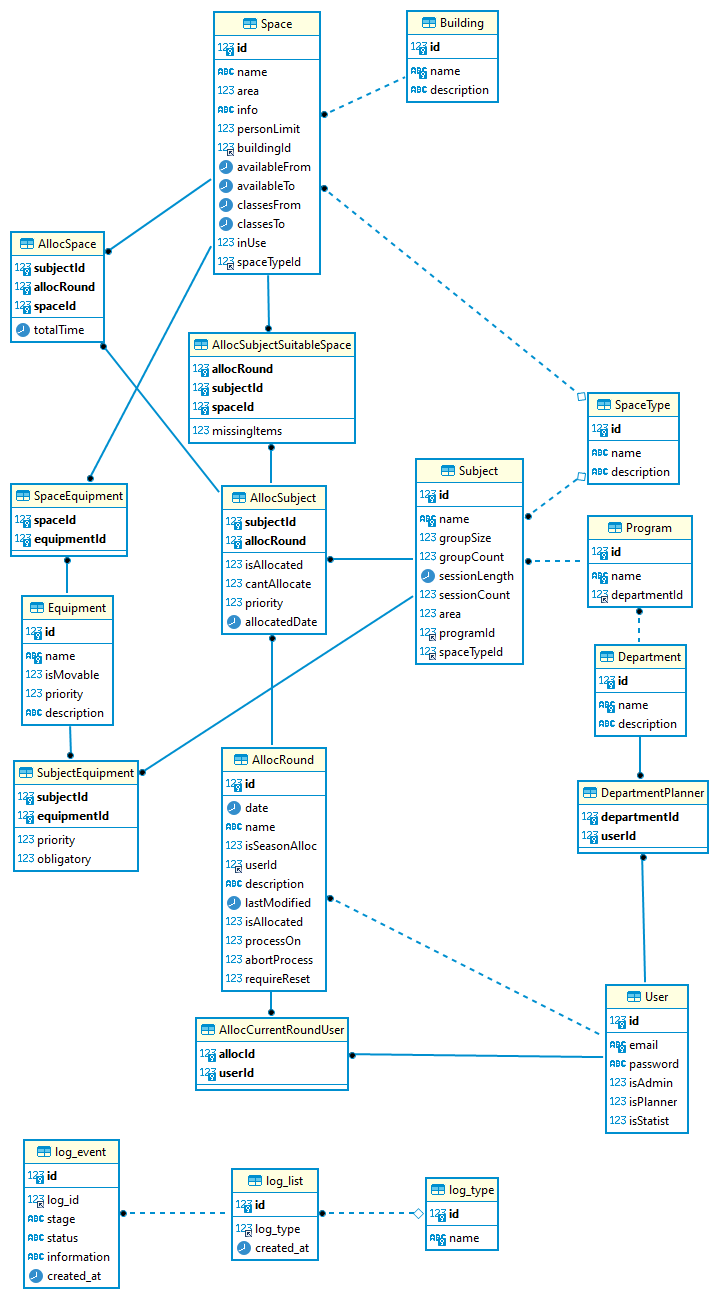 Space
123 id
ABC name
123 area
ABC info
123 personLimit
123 buildingId
availableFrom
availableTo
classesFrom
classesTo
123 inUse
123 spaceTypeId
Building
123 id
ABC name
ABC description
AllocSpace
123 subjectId
123 allocRound
123 spaceId
totalTime
AllocSubjectSuitableSpace
123 allocRound
123 subjectId
123 spaceId
123 missingItems
SpaceType
123 id
ABC name
ABC description
SpaceEquipment
123 spaceId
123 equipmentId
AllocSubject
123 subjectId
123 allocRound
123 isAllocated
123 cantAllocate
123 priority
allocatedDate
Subject
123 id
ABC name
123 groupSize
123 groupCount
sessionLength
123 sessionCount
123 area
123 programId
123 spaceTypeId
Program
123 id
ABC name
123 departmentId
Equipment
123 id
ABC name
123 isMovable
123 priority
ABC description
Department
123 id
ABC name
ABC description
SubjectEquipment
123 subjectId
123 equipmentId
123 priority
123 obligatory
AllocRound
123 id
date
ABC name
123 isSeasonAlloc
123 userId
ABC description
lastModified
123 isAllocated
123 processOn
123 abortProcess
123 requireReset
DepartmentPlanner
123 departmentId
123 userId
User
123 id
ABC email
ABC password
123 isAdmin
123 isPlanner
123 isStatist
AllocCurrentRoundUser
123 allocId
123 userId
log_event
123 id
123 log_id
ABC stage
ABC status
ABC information
created_at
log_list
123 id
123 log_type
created_at
log_type
123 id
ABC name